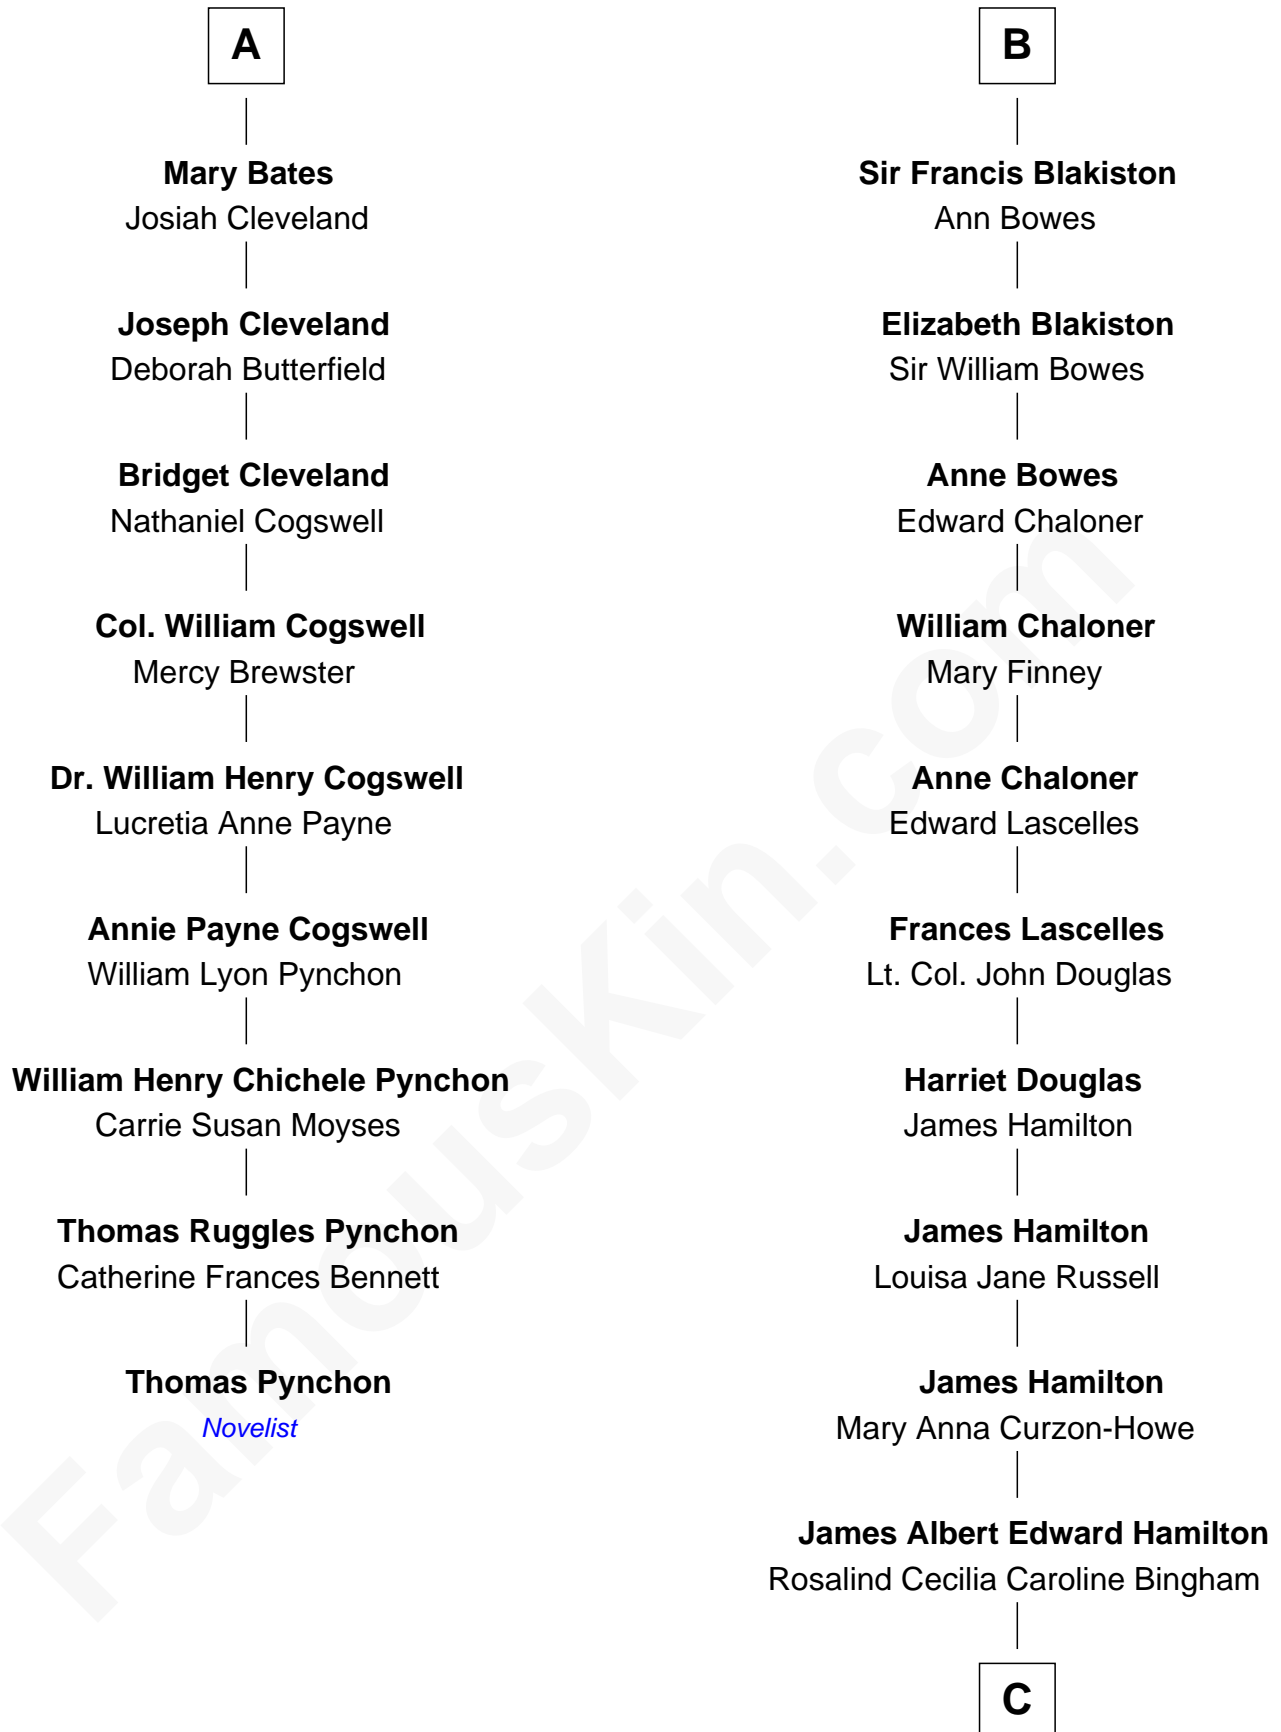 A
Mary Bates
Josiah Cleveland
Joseph Cleveland
Deborah Butterfield
Bridget Cleveland
Nathaniel Cogswell
Col. William Cogswell
Mercy Brewster
Dr. William Henry Cogswell
Lucretia Anne Payne
Annie Payne Cogswell
William Lyon Pynchon
William Henry Chichele Pynchon
Carrie Susan Moyses
Thomas Ruggles Pynchon
Catherine Frances Bennett
Thomas Pynchon
Novelist
B
Sir Francis Blakiston
Ann Bowes
Elizabeth Blakiston
Sir William Bowes
Anne Bowes
Edward Chaloner
William Chaloner
Mary Finney
Anne Chaloner
Edward Lascelles
Frances Lascelles
Lt. Col. John Douglas
Harriet Douglas
James Hamilton
James Hamilton
Louisa Jane Russell
James Hamilton
Mary Anna Curzon-Howe
James Albert Edward Hamilton
Rosalind Cecilia Caroline Bingham
C
FamousKin.com